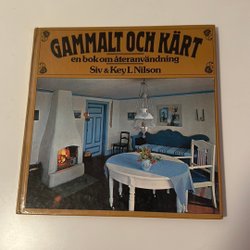 GAMMALT OCH KÄRT
en bok om återanvändning
Siv & Key L. Nilson